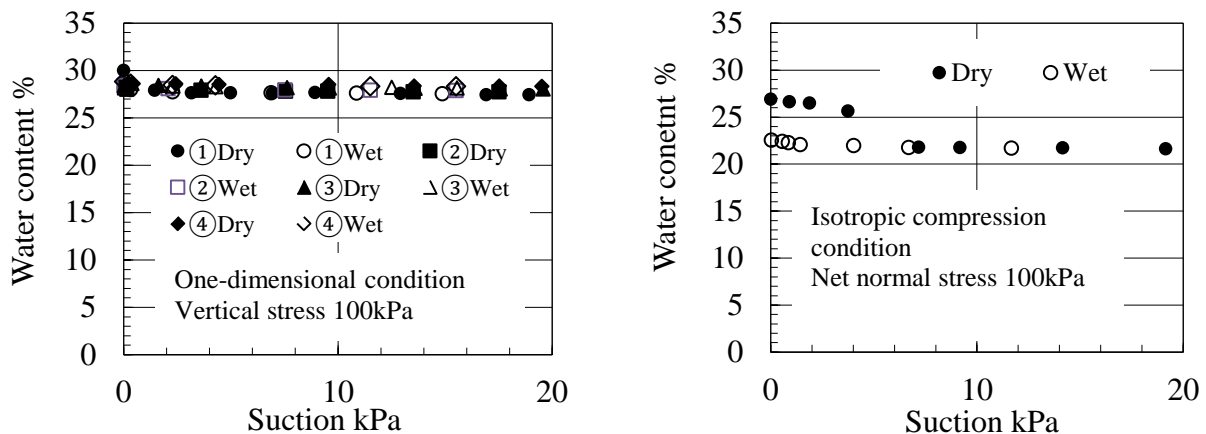 35
30
25
20
15
10
5
0
Water content %
①Dry ①Wet ②Dry
②Wet ③Dry ③Wet
④Dry ④Wet
One-dimensional condition
Vertical stress 100kPa
0 10 20
Suction kPa
35
30
25
20
15
10
5
0
Water conetnt %
Dry Wet
Isotropic compression
condition
Net normal stress 100kPa
0 10 20
Suction kPa